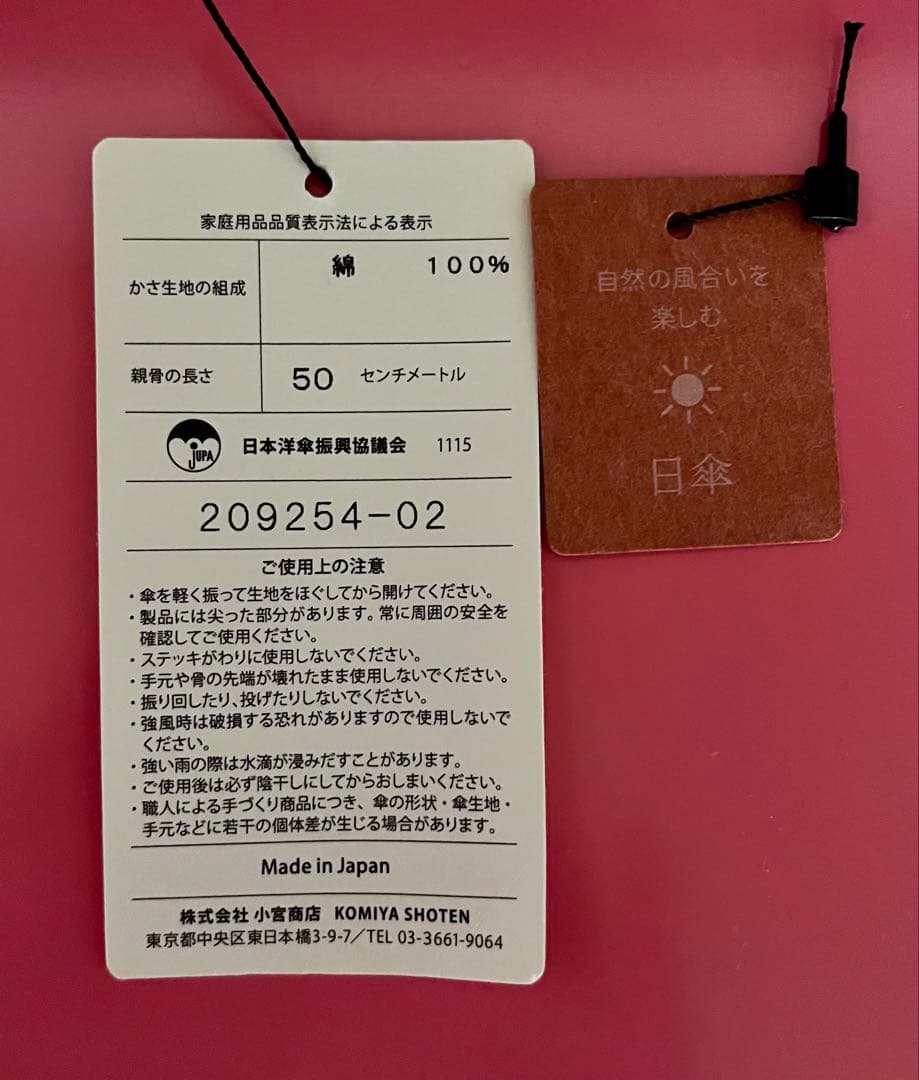 家庭用品品質表示法による表示
かさ生地の組成 綿 100%
親骨の長さ 50 センチメートル
JUPA 日本洋傘振興協議会 1115
209254-02
ご使用上の注意
・傘を軽く振って生地をほぐしてから開けてください。
・製品には尖った部分があります。常に周囲の安全を
確認してご使用ください。
・ステッキがわりに使用しないでください。
・手元や骨の先端が壊れたまま使用しないでください。
・振り回したり、投げたりしないでください。
・強風時は破損する恐れがありますので使用しないで
ください。
・強い雨の際は水滴が浸みだすことがあります。
・ご使用後は必ず陰干しにしてからおしまいください。
・職人による手づくり商品につき、傘の形状・傘生地・
手元などに若干の個体差が生じる場合があります。
Made in Japan
株式会社 小宮商店 KOMIYA SHOTEN
東京都中央区東日本橋3-9-7／TEL 03-3661-9064
自然の風合いを
楽しむ
日傘